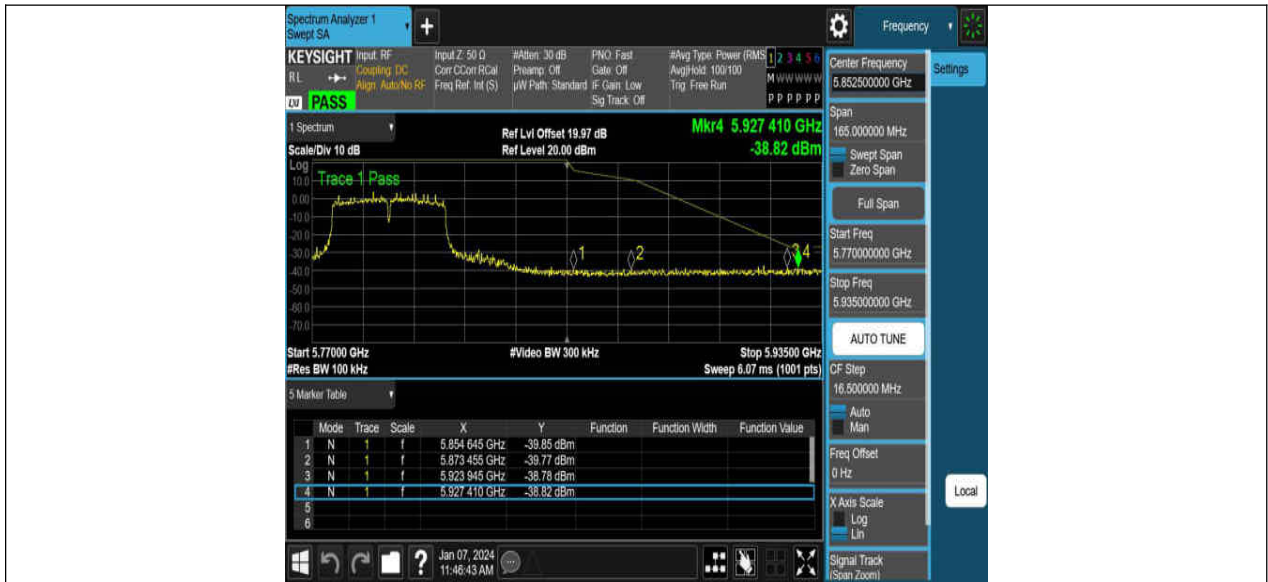 Spectrum Analyzer 1
Swept SA
+
Frequency
KEYSIGHT
RL
LXI
PASS
Input: RF
Coupling: DC
Align: Auto/No RF
Input Z: 50 Ω
Corr CCorr RCal
Freq Ref: Int (S)
#Atten: 30 dB
Preamp: Off
µW Path: Standard
PNO: Fast
Gate: Off
IF Gain: Low
Sig Track: Off
#Avg Type: Power (RMS
Avg|Hold: 100/100
Trig: Free Run
1 2 3 4 5 6
M W W W W W
P P P P P P
1 Spectrum
Scale/Div 10 dB
Ref Lvl Offset 19.97 dB
Ref Level 20.00 dBm
Mkr4 5.927 410 GHz
-38.82 dBm
Log
Trace 1 Pass
10.0
0.00
-10.0
-20.0
-30.0
-40.0
-50.0
-60.0
-70.0
1
2
3
4
Start 5.77000 GHz
#Res BW 100 kHz
#Video BW 300 kHz
Stop 5.93500 GHz
Sweep 6.07 ms (1001 pts)
5 Marker Table
Mode Trace Scale X Y Function Function Width Function Value
1 N 1 f 5.854 645 GHz -39.85 dBm
2 N 1 f 5.873 455 GHz -39.77 dBm
3 N 1 f 5.923 945 GHz -38.78 dBm
4 N 1 f 5.927 410 GHz -38.82 dBm
5
6
?
Jan 07, 2024
11:46:43 AM
Center Frequency
5.852500000 GHz
Settings
Span
165.000000 MHz
Swept Span
Zero Span
Full Span
Start Freq
5.770000000 GHz
Stop Freq
5.935000000 GHz
AUTO TUNE
CF Step
16.500000 MHz
Auto
Man
Freq Offset
0 Hz
X Axis Scale
Log
Lin
Signal Track
(Span Zoom)
Local